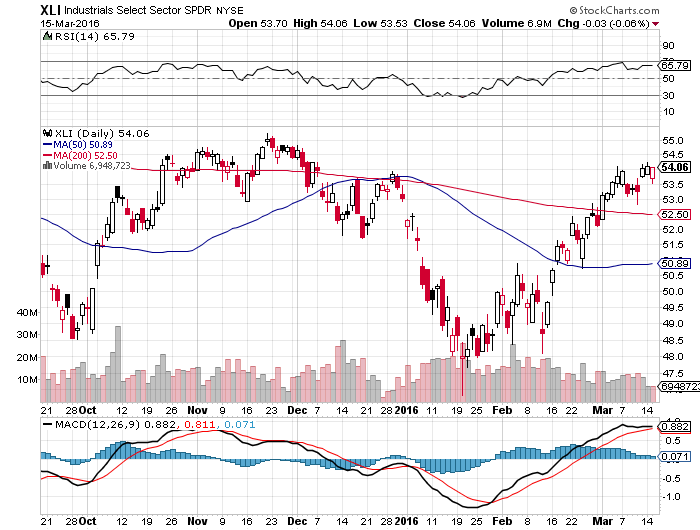 XLI Industrials Select Sector SPDR NYSE © StockCharts.com
15-Mar-2016 Open 53.70 High 54.06 Low 53.53 Close 54.06 Volume 6.9M Chg -0.03 (-0.06%)
RSI(14) 65.79
90
70
65.79
50
30
10
XLI (Daily) 54.06
MA(50) 50.89
MA(200) 52.50
Volume 6,948,723
55.0
54.5
54.06
53.5
53.0
52.50
52.0
51.5
50.89
50.5
50.0
49.5
49.0
48.5
48.0
47.5
6948723
40M
30M
20M
10M
21 28 Oct 12 19 26 Nov 9 16 23 Dec 7 14 21 28 2016 11 19 25 Feb 8 16 22 Mar 7 14
MACD(12,26,9) 0.882, 0.811, 0.071
0.882
0.5
0.071
-0.5
-1.0
21 28 Oct 12 19 26 Nov 9 16 23 Dec 7 14 21 28 2016 11 19 25 Feb 8 16 22 Mar 7 14